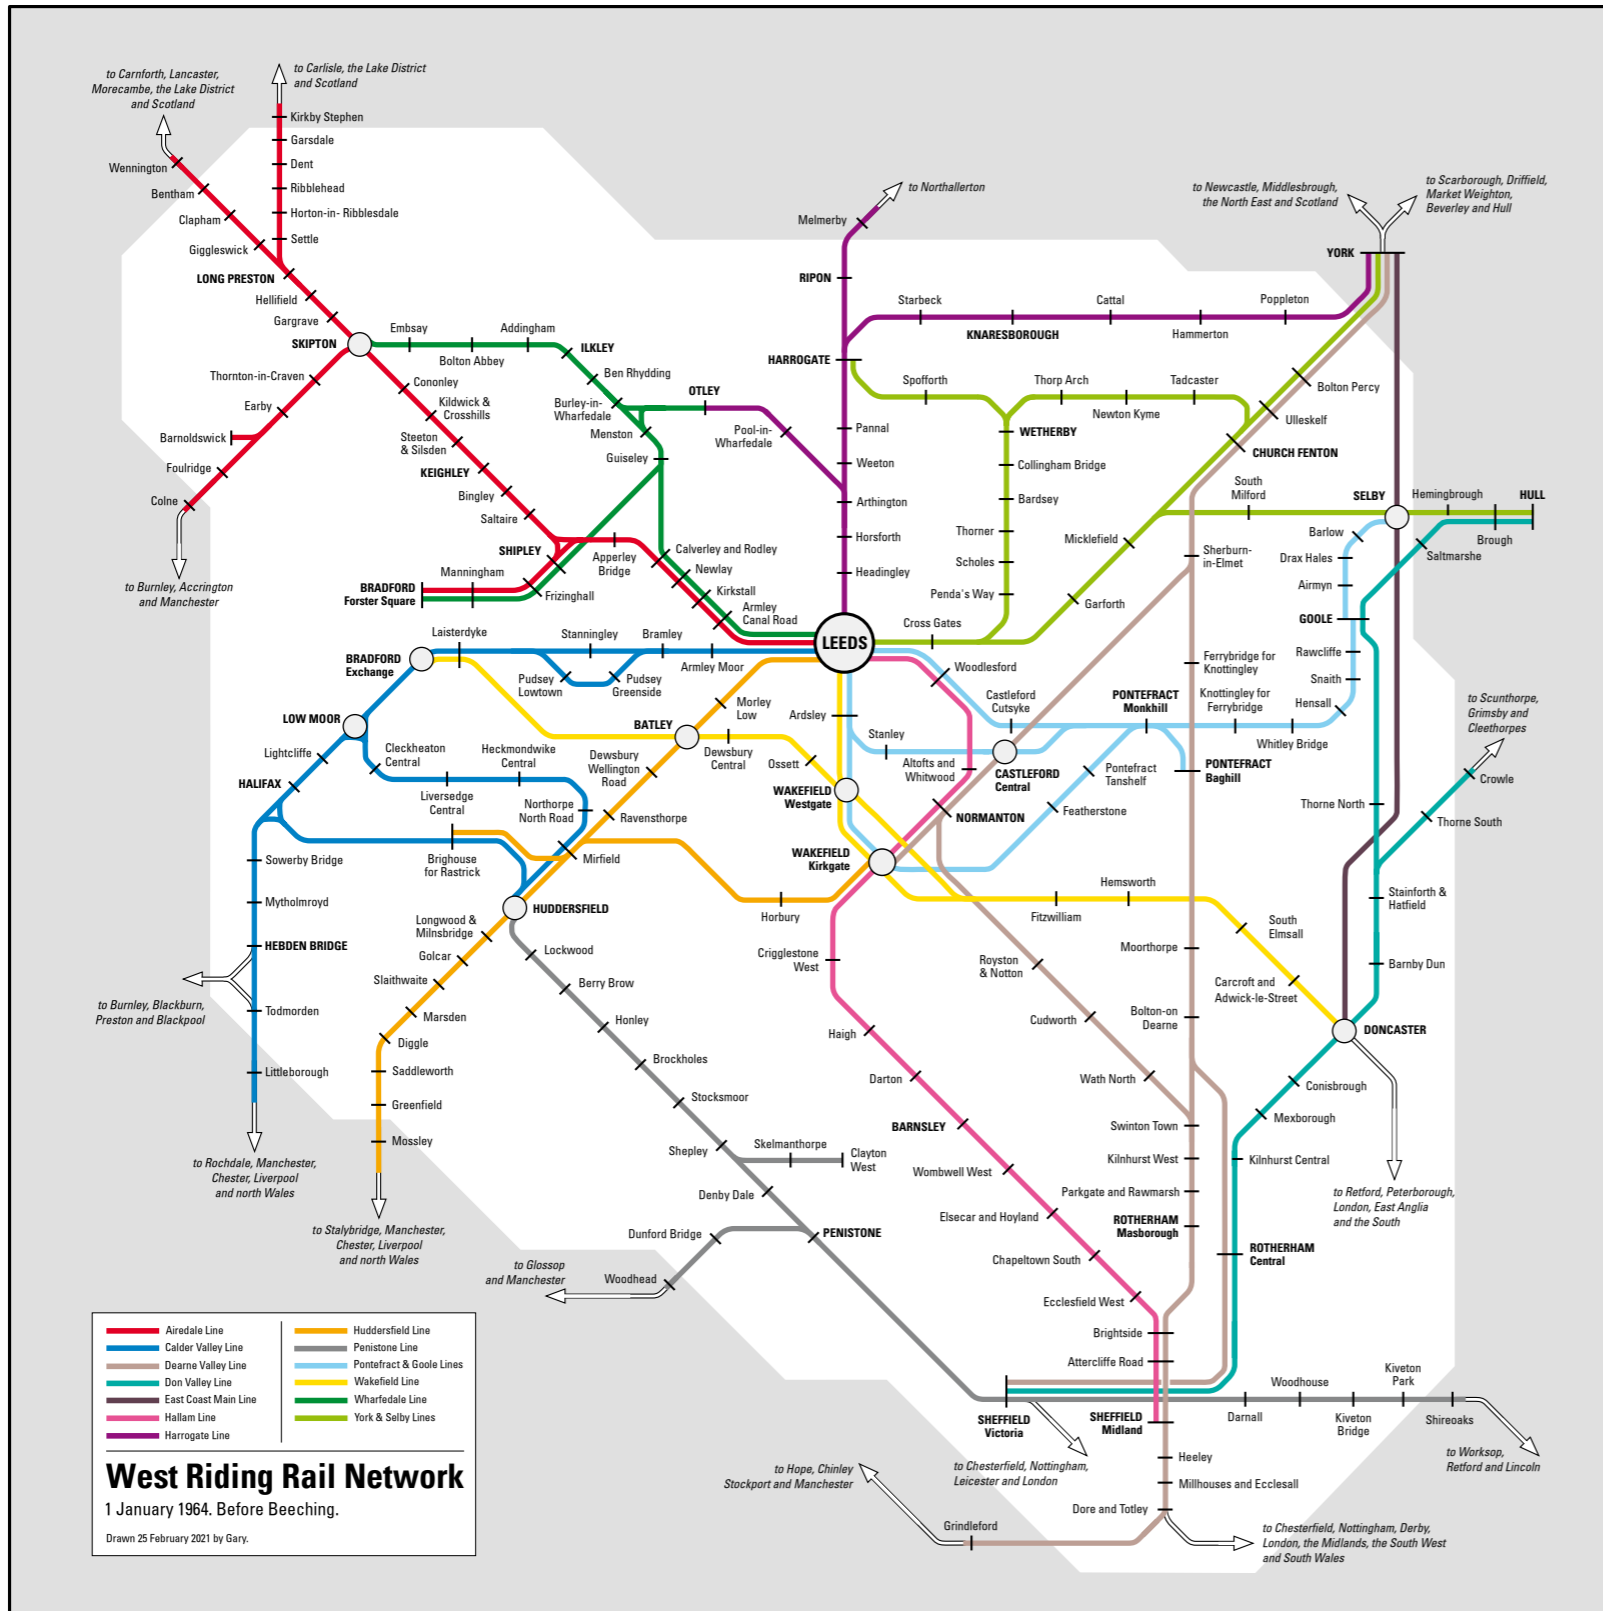 to Carnforth, Lancaster,
Morecambe, the Lake District
and Scotland
to Carlisle, the Lake District
and Scotland
Kirkby Stephen
Garsdale
Dent
Ribblehead
Horton-in- Ribblesdale
Settle
Wennington
Bentham
Clapham
Giggleswick
LONG PRESTON
Hellifield
Gargrave
SKIPTON
Embsay
Bolton Abbey
Addingham
ILKLEY
Ben Rhydding
Burley-in-
Wharfedale
Menston
Guiseley
OTLEY
Pool-in-
Wharfedale
Thornton-in-Craven
Earby
Barnoldswick
Foulridge
Colne
to Burnley, Accrington
and Manchester
Cononley
Kildwick &
Crosshills
Steeton
& Silsden
KEIGHLEY
Bingley
Saltaire
SHIPLEY
Apperley
Bridge
Manningham
BRADFORD
Forster Square
Frizinghall
Calverley and Rodley
Newlay
Kirkstall
Armley
Canal Road
to Northallerton
Melmerby
RIPON
Starbeck
KNARESBOROUGH
Cattal
Hammerton
Poppleton
HARROGATE
Pannal
Weeton
Arthington
Horsforth
Headingley
LEEDS
to Newcastle, Middlesbrough,
the North East and Scotland
to Scarborough, Driffield,
Market Weighton,
Beverley and Hull
YORK
Spofforth
WETHERBY
Thorp Arch
Newton Kyme
Tadcaster
Collingham Bridge
Bardsey
Thorner
Scholes
Penda's Way
Cross Gates
Bolton Percy
Ulleskelf
CHURCH FENTON
South
Milford
Micklefield
Garforth
Sherburn-
in-Elmet
SELBY
Hemingbrough
HULL
Brough
Saltmarshe
Barlow
Drax Hales
Airmyn
GOOLE
Rawcliffe
Snaith
Hensall
Laisterdyke
Stanningley
Bramley
Armley Moor
Pudsey
Lowtown
Pudsey
Greenside
BRADFORD
Exchange
LOW MOOR
Lightcliffe
HALIFAX
Cleckheaton
Central
Liversedge
Central
Heckmondwike
Central
Northorpe
North Road
Sowerby Bridge
Mytholmroyd
HEBDEN BRIDGE
Todmorden
Littleborough
to Burnley, Blackburn,
Preston and Blackpool
to Rochdale, Manchester,
Chester, Liverpool
and north Wales
Morley
Low
BATLEY
Dewsbury
Wellington
Road
Dewsbury
Central
Ossett
Ravensthorpe
Mirfield
Brighouse
for Rastrick
Horbury
HUDDERSFIELD
Longwood &
Milnsbridge
Golcar
Slaithwaite
Marsden
Diggle
Saddleworth
Greenfield
Mossley
to Stalybridge, Manchester,
Chester, Liverpool
and north Wales
Ardsley
Stanley
Woodlesford
Castleford
Cutsyke
Altofts and
Whitwood
CASTLEFORD
Central
NORMANTON
WAKEFIELD
Westgate
WAKEFIELD
Kirkgate
Featherstone
Pontefract
Tanshelf
PONTEFRACT
Monkhill
PONTEFRACT
Baghill
Ferrybridge for
Knottingley
Knottingley for
Ferrybridge
Whitley Bridge
to Scunthorpe,
Grimsby and
Cleethorpes
Crowle
Thorne South
Thorne North
Stainforth &
Hatfield
Barnby Dun
DONCASTER
Fitzwilliam
Hemsworth
South
Elmsall
Carcroft and
Adwick-le-Street
Moorthorpe
Bolton-on
Dearne
Royston
& Notton
Cudworth
Wath North
Swinton Town
Kilnhurst West
Parkgate and Rawmarsh
ROTHERHAM
Masborough
Conisbrough
Mexborough
Kilnhurst Central
ROTHERHAM
Central
to Retford, Peterborough,
London, East Anglia
and the South
Lockwood
Berry Brow
Honley
Brockholes
Stocksmoor
Shepley
Skelmanthorpe
Clayton
West
Denby Dale
PENISTONE
Dunford Bridge
Woodhead
to Glossop
and Manchester
Crigglestone
West
Haigh
Darton
BARNSLEY
Wombwell West
Elsecar and Hoyland
Chapeltown South
Ecclesfield West
Brightside
Attercliffe Road
SHEFFIELD
Victoria
SHEFFIELD
Midland
Darnall
Woodhouse
Kiveton
Bridge
Kiveton
Park
Shireoaks
to Worksop,
Retford and Lincoln
to Chesterfield, Nottingham,
Leicester and London
Heeley
Millhouses and Ecclesall
Dore and Totley
Grindleford
to Hope, Chinley
Stockport and Manchester
to Chesterfield, Nottingham, Derby,
London, the Midlands, the South West
and South Wales
Airedale Line
Calder Valley Line
Dearne Valley Line
Don Valley Line
East Coast Main Line
Hallam Line
Harrogate Line
Huddersfield Line
Penistone Line
Pontefract & Goole Lines
Wakefield Line
Wharfedale Line
York & Selby Lines
West Riding Rail Network
1 January 1964. Before Beeching.
Drawn 25 February 2021 by Gary.